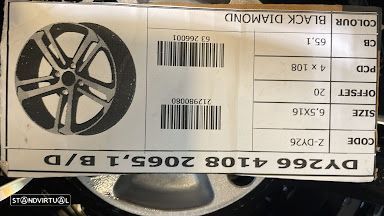 DY266 4108 2065,1 B/D
CODE Z-DY26
SIZE 6,5X16
OFFSET 20
PCD 4 x 108
CB 65,1
COLOUR BLACK DIAMOND
212980080
63 266001
STANDVIRTUAL